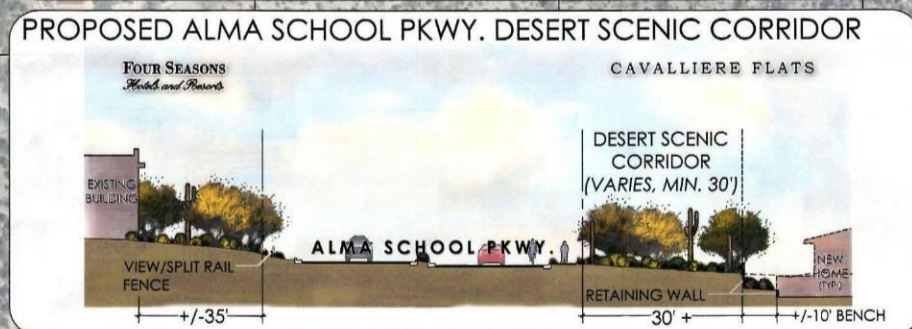 PROPOSED ALMA SCHOOL PKWY. DESERT SCENIC CORRIDOR
FOUR SEASONS
Hotels and Resorts
CAVALLIERE FLATS
DESERT SCENIC
CORRIDOR
(VARIES, MIN. 30')
EXISTING
BUILDING
ALMA SCHOOL PKWY.
VIEW/SPLIT RAIL
FENCE
NEW
HOME
(TYP.)
RETAINING WALL
+/-35'
30' +
+/-10' BENCH